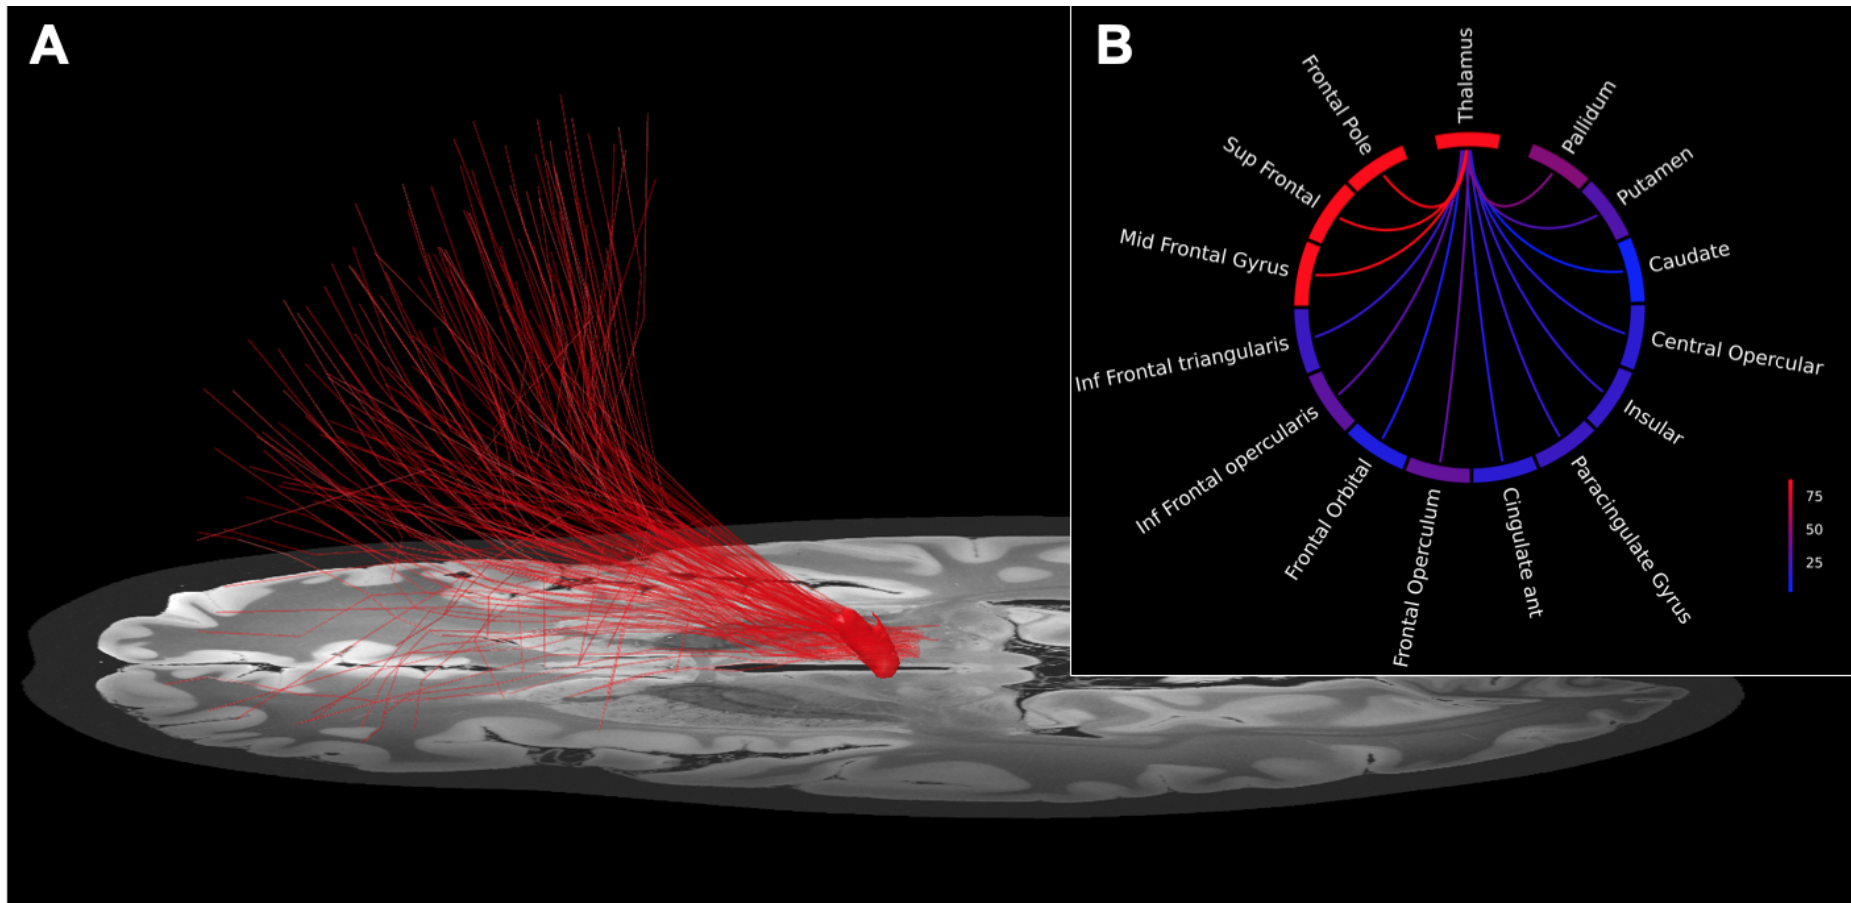 A
B
Thalamus
Pallidum
Putamen
Caudate
Central Opercular
Insular
Paracingulate Gyrus
Cingulate ant
Frontal Operculum
Frontal Orbital
Inf Frontal opercularis
Inf Frontal triangularis
Mid Frontal Gyrus
Sup Frontal
Frontal Pole
75
50
25